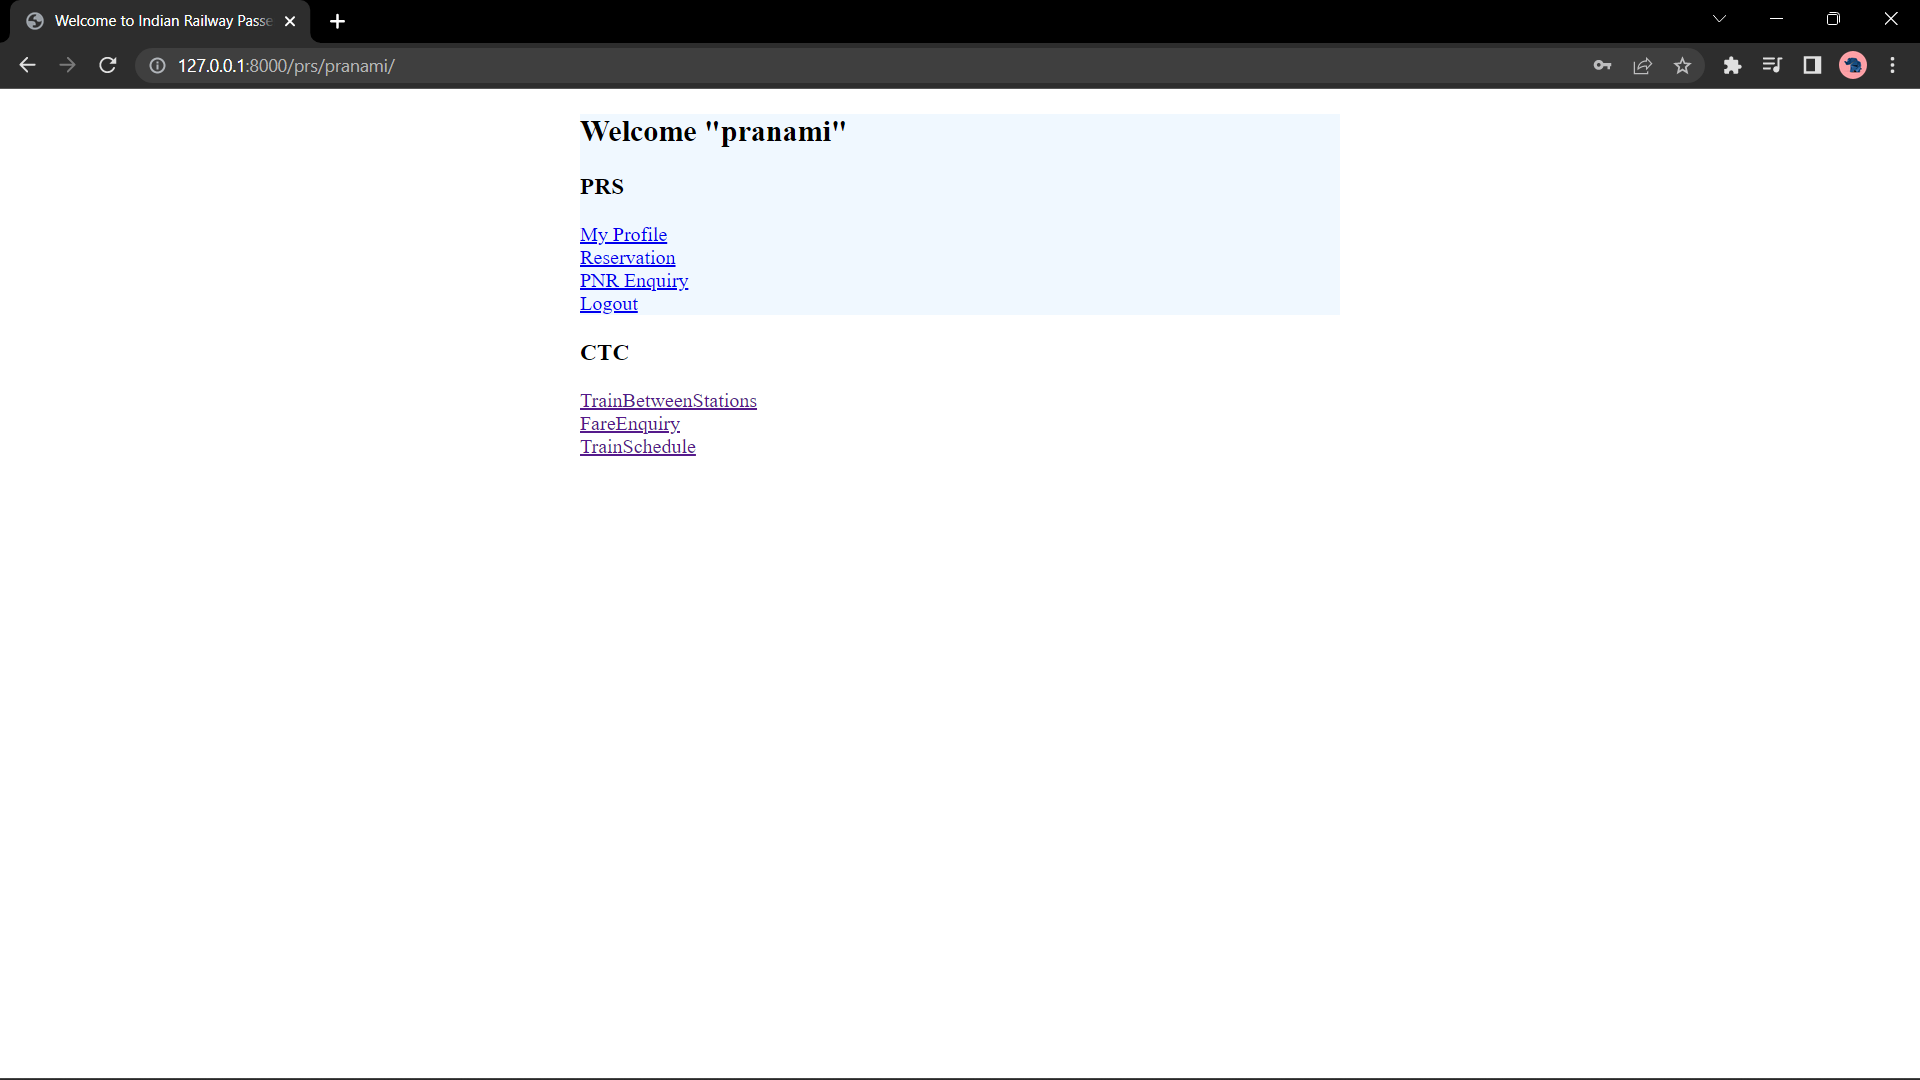 Welcome to Indian Railway Passe
127.0.0.1:8000/prs/pranami/
Welcome "pranami"
PRS
My Profile
Reservation
PNR Enquiry
Logout
CTC
TrainBetweenStations
FareEnquiry
TrainSchedule